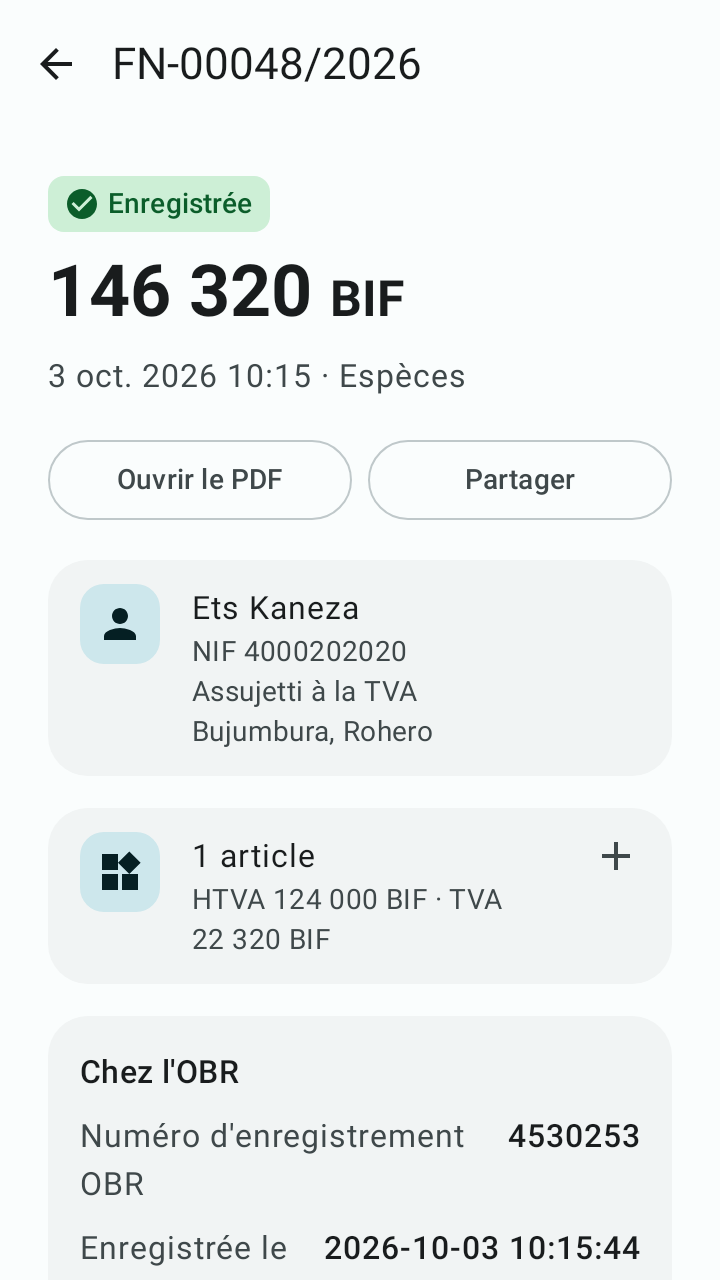 FN-00048/2026
Enregistrée
146 320 BIF
3 oct. 2026 10:15 · Espèces
Ouvrir le PDF
Partager
Ets Kaneza
NIF 4000202020
Assujetti à la TVA
Bujumbura, Rohero
1 article
HTVA 124 000 BIF · TVA
22 320 BIF
Chez l'OBR
Numéro d'enregistrement 4530253
OBR
Enregistrée le 2026-10-03 10:15:44